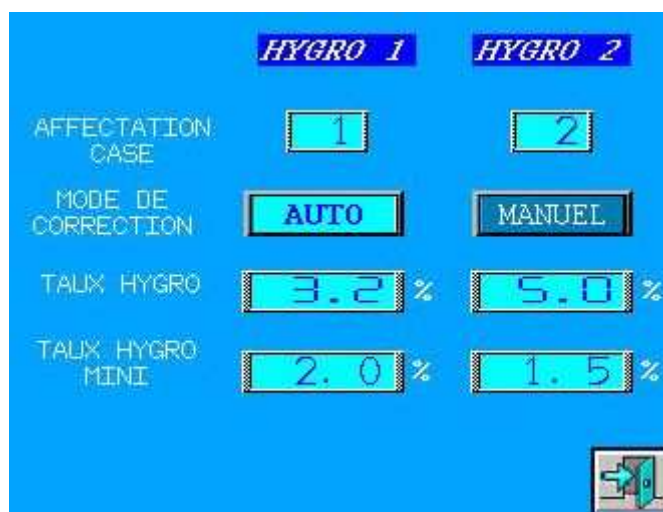 HYGRO 1 HYGRO 2
AFFECTATION
CASE
1 2
MODE DE
CORRECTION
AUTO MANUEL
TAUX HYGRO 3.2 % 5.0 %
TAUX HYGRO
MINI
2.0 % 1.5 %